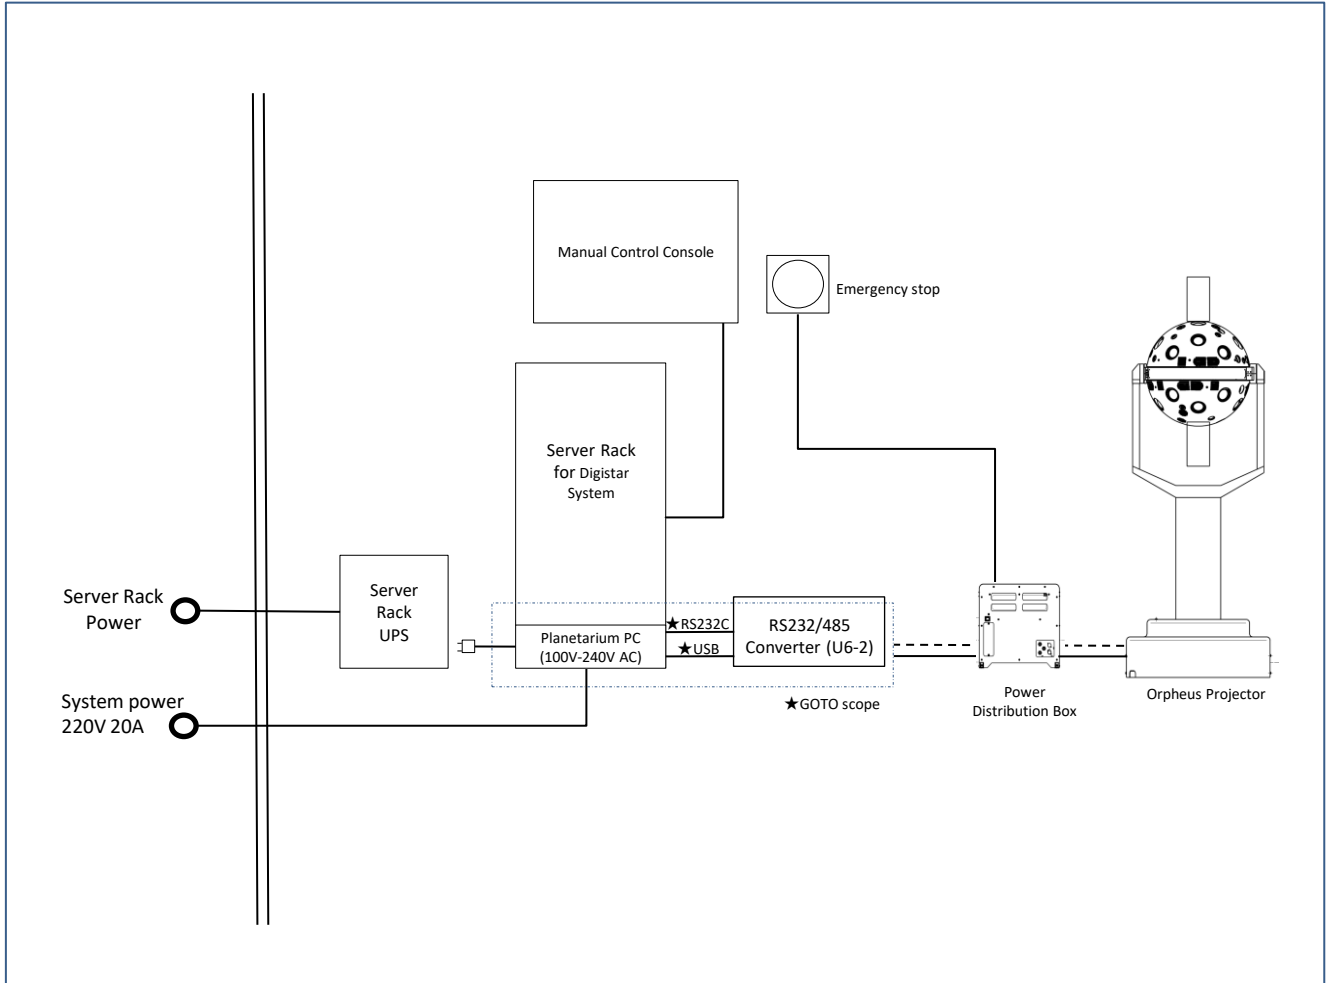 Manual Control Console
Emergency stop
Server Rack
for Digistar
System
Server Rack
Power
Server
Rack
UPS
Planetarium PC
(100V-240V AC)
★RS232C
★USB
RS232/485
Converter (U6-2)
★GOTO scope
Power
Distribution Box
Orpheus Projector
System power
220V 20A